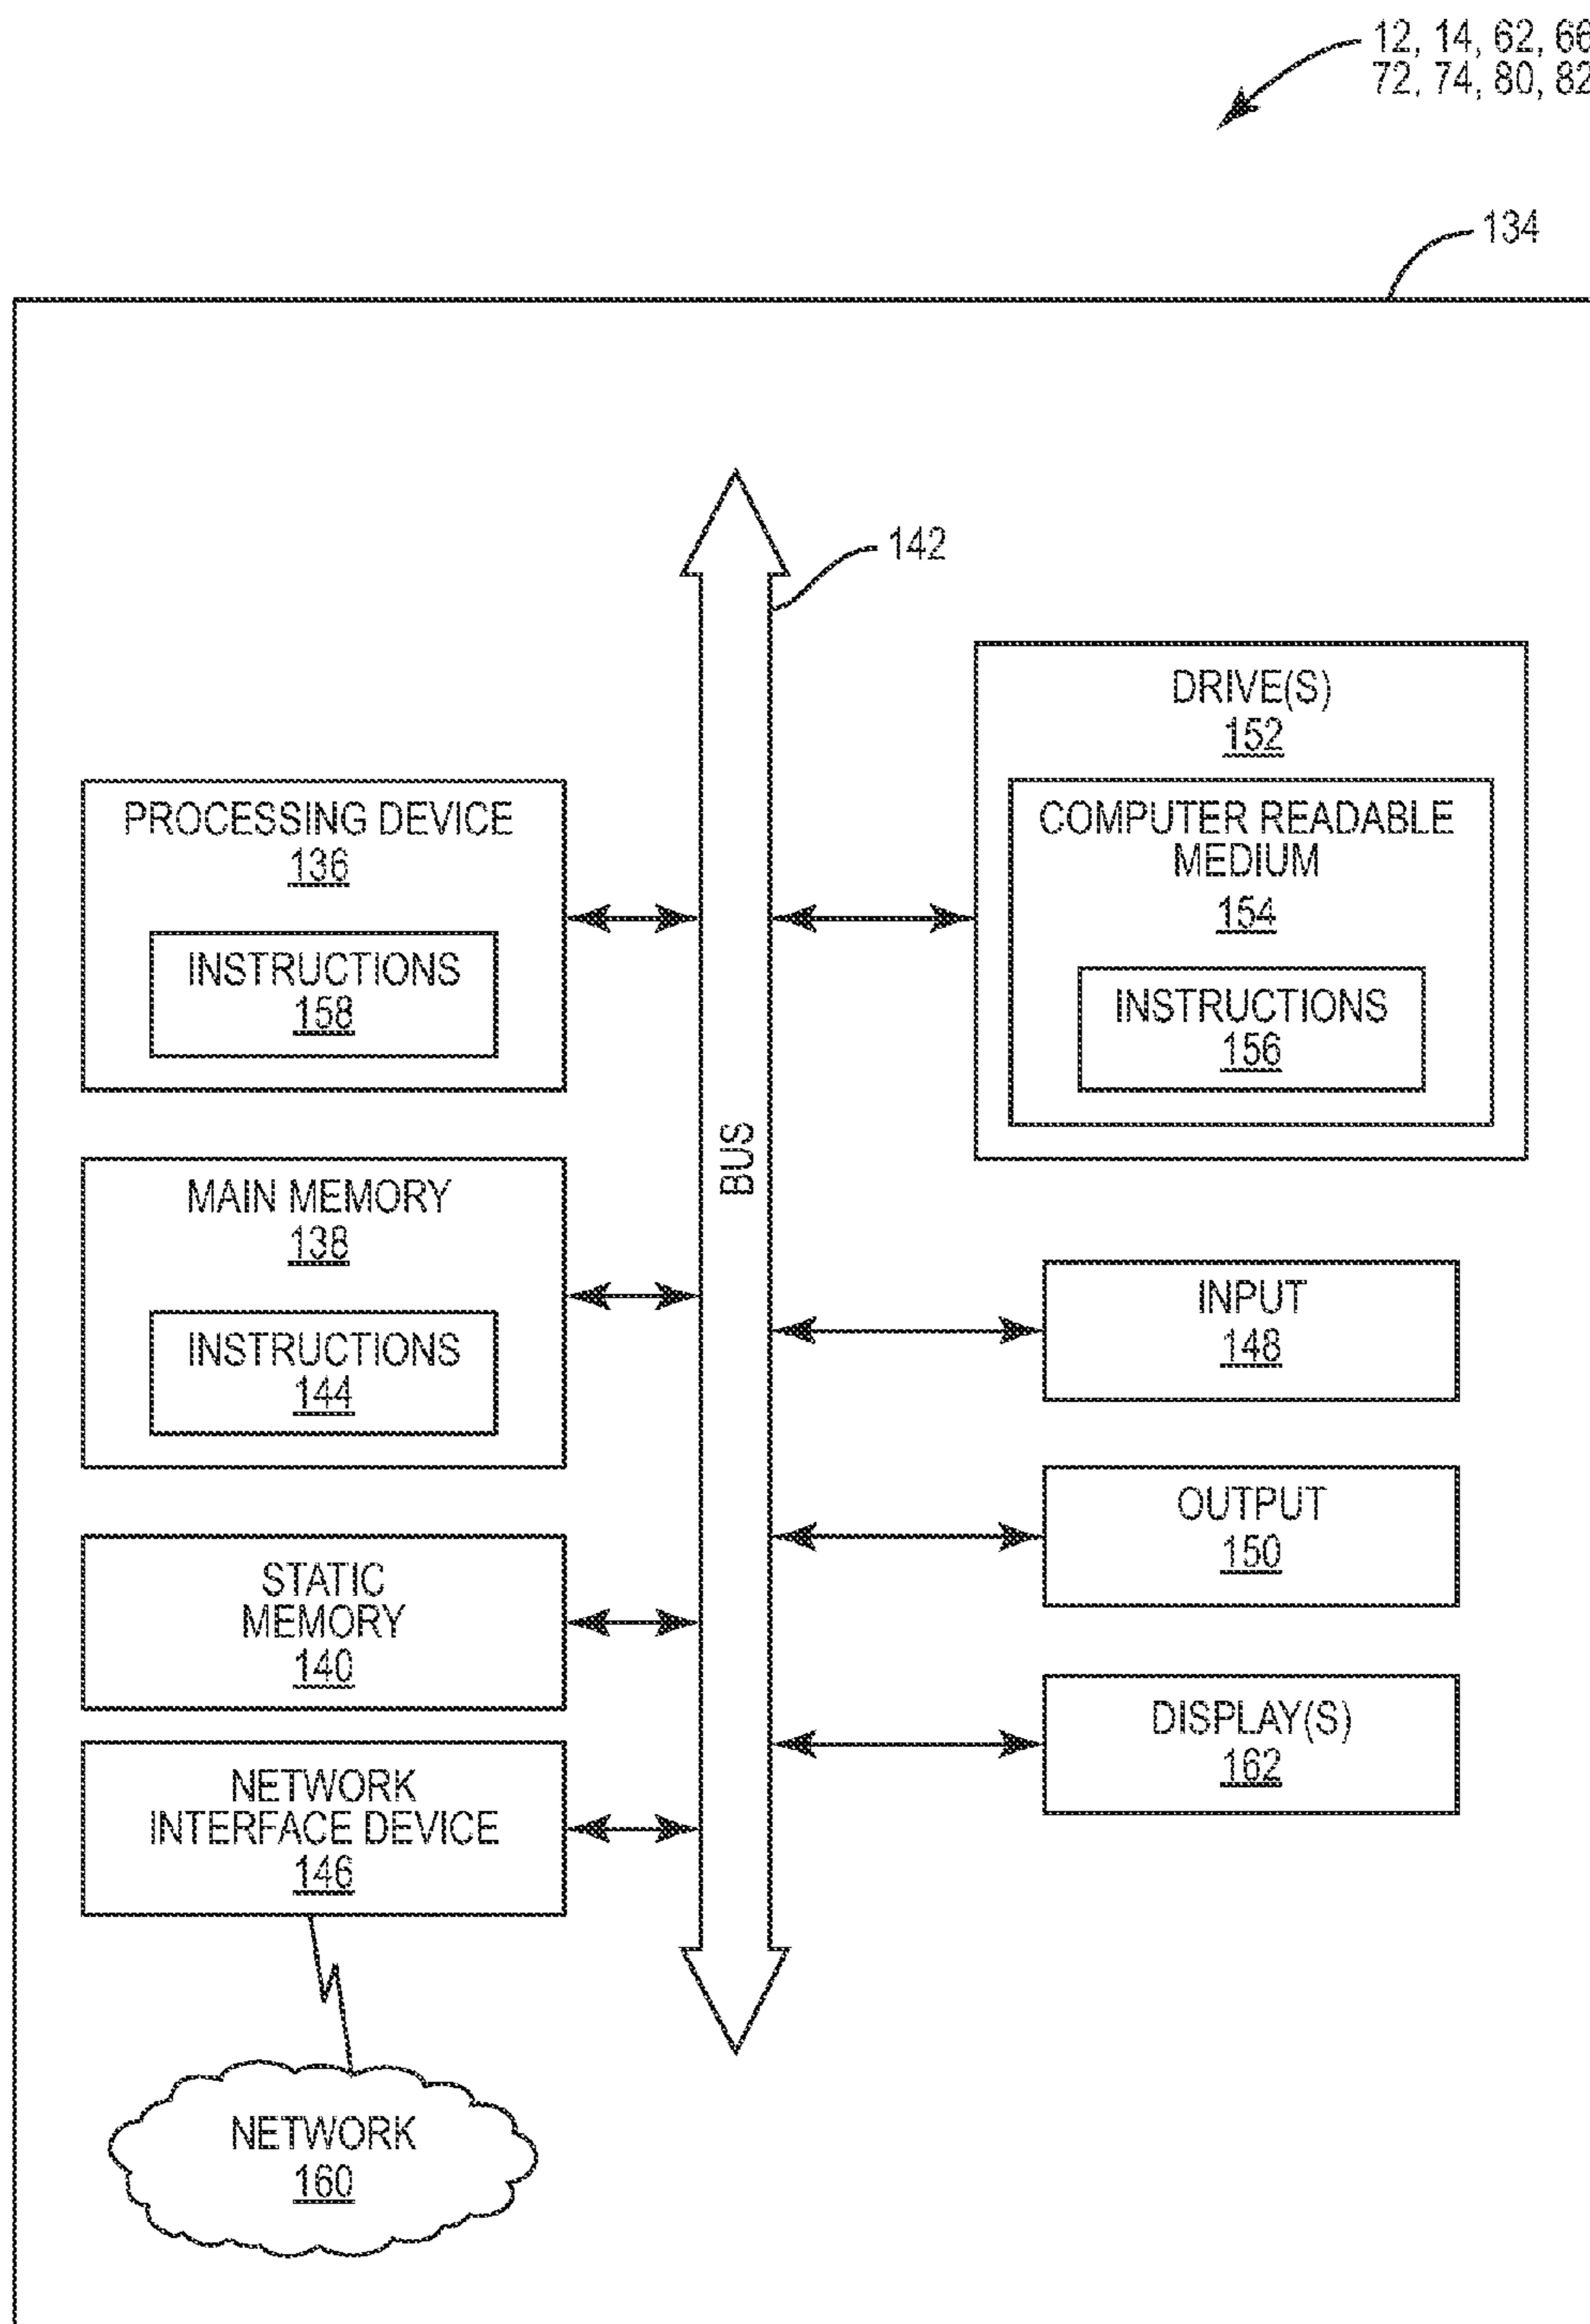 12, 14, 62, 66
72, 74, 80, 82
134
142
DRIVE(S)
152
COMPUTER READABLE
MEDIUM
154
INSTRUCTIONS
156
PROCESSING DEVICE
136
INSTRUCTIONS
158
BUS
MAIN MEMORY
138
INSTRUCTIONS
144
INPUT
148
OUTPUT
150
STATIC
MEMORY
140
DISPLAY(S)
162
NETWORK
INTERFACE DEVICE
146
NETWORK
160